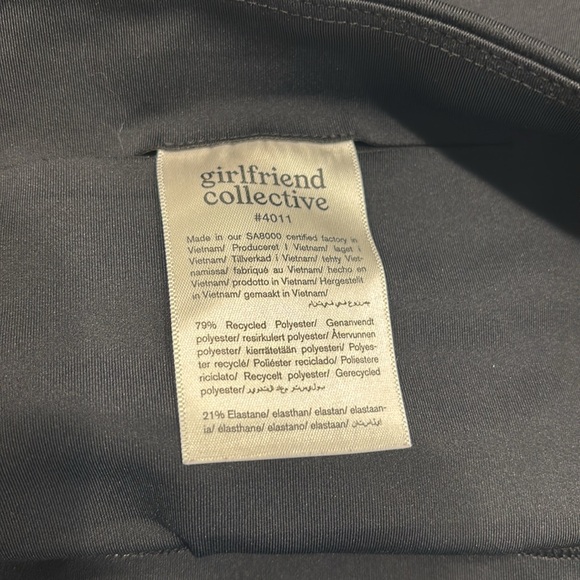 girlfriend
collective
#4011
Made in our SA8000 certified factory in
Vietnam/ Produceret i Vietnam/ laget i
Vietnam/ Tillverkad i Vietnam/ tehty Viet-
namissa/ fabriqué au Vietnam/ hecho en
Vietnam/ prodotto in Vietnam/ Hergestellt
in Vietnam/ gemaakt in Vietnam/
79% Recycled Polyester/ Genanvendt
polyester/ resirkulert polyester/ Återvunnen
polyester/ kierrätetään polyesteri/ Polyes-
ter recyclé/ Poliéster reciclado/ Poliestere
riciclato/ Recycelt polyester/ Gerecycled
polyester/
21% Elastane/ elasthan/ elastan/ elastaan-
ia/ élasthane/ elastano/ elastaan/